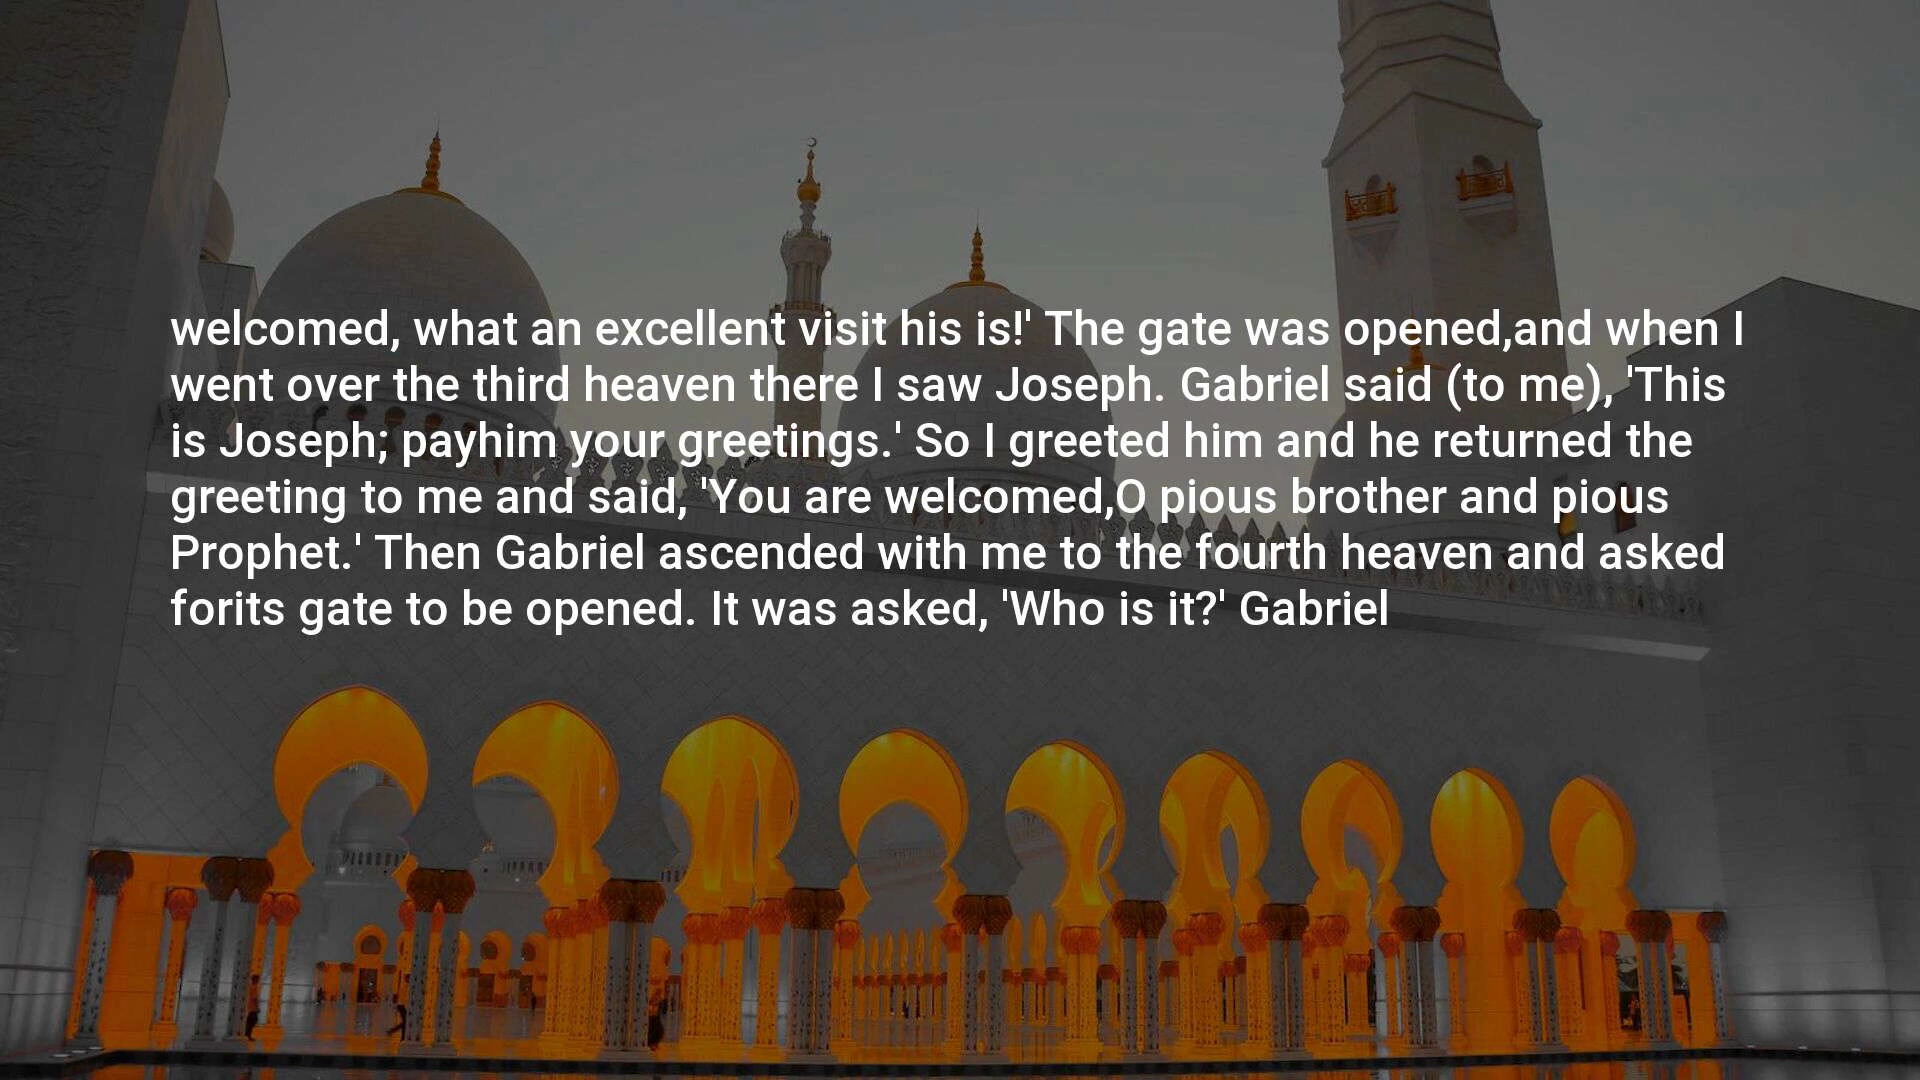 welcomed, what an excellent visit his is!' The gate was opened,and when I
went over the third heaven there I saw Joseph. Gabriel said (to me), 'This
is Joseph; payhim your greetings.' So I greeted him and he returned the
greeting to me and said, 'You are welcomed,O pious brother and pious
Prophet.' Then Gabriel ascended with me to the fourth heaven and asked
forits gate to be opened. It was asked, 'Who is it?' Gabriel